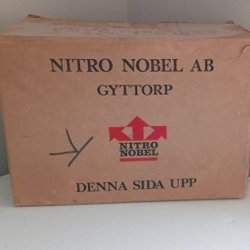 NITRO NOBEL AB
GYTTORP
NITRO
NOBEL
DENNA SIDA UPP